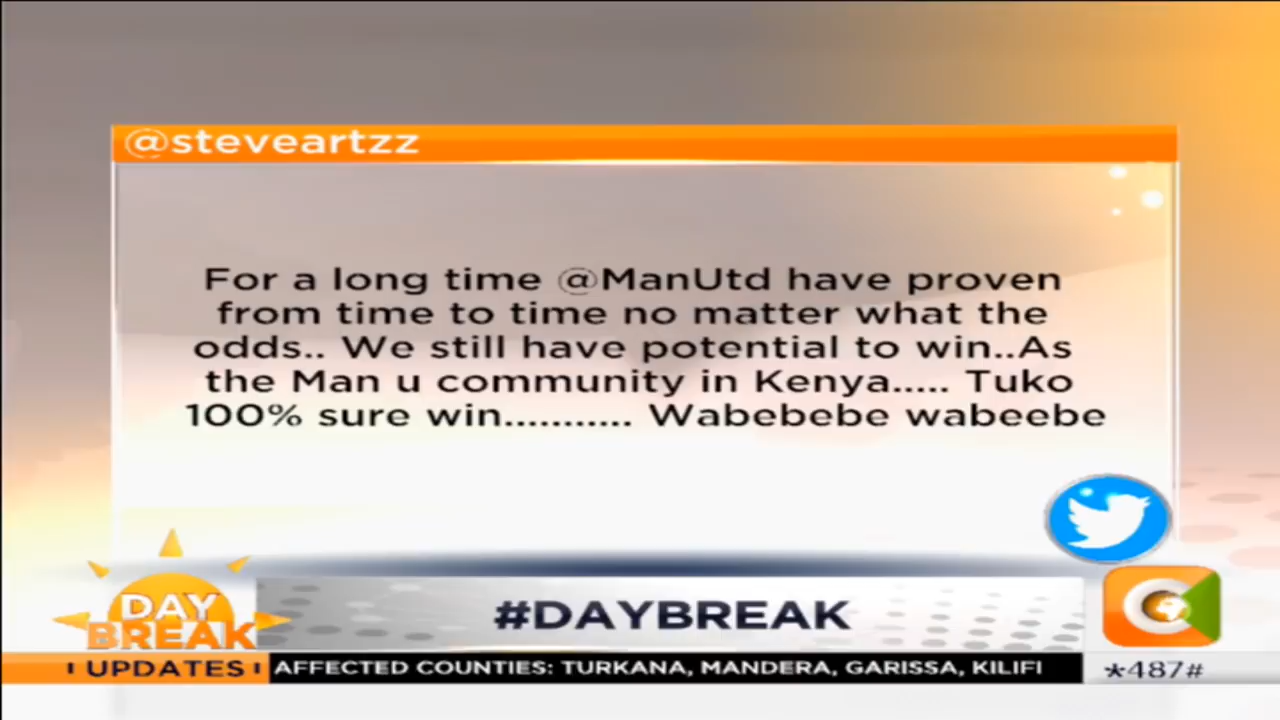 @steveartzz
For a long time @ManUtd have proven
from time to time no matter what the
odds.. We still have potential to win..As
the Man u community in Kenya..... Tuko
100% sure win........... Wabebebe wabeebe
DAY
BREAK
#DAYBREAK
UPDATES
AFFECTED COUNTIES: TURKANA, MANDERA, GARISSA, KILIFI
*487#